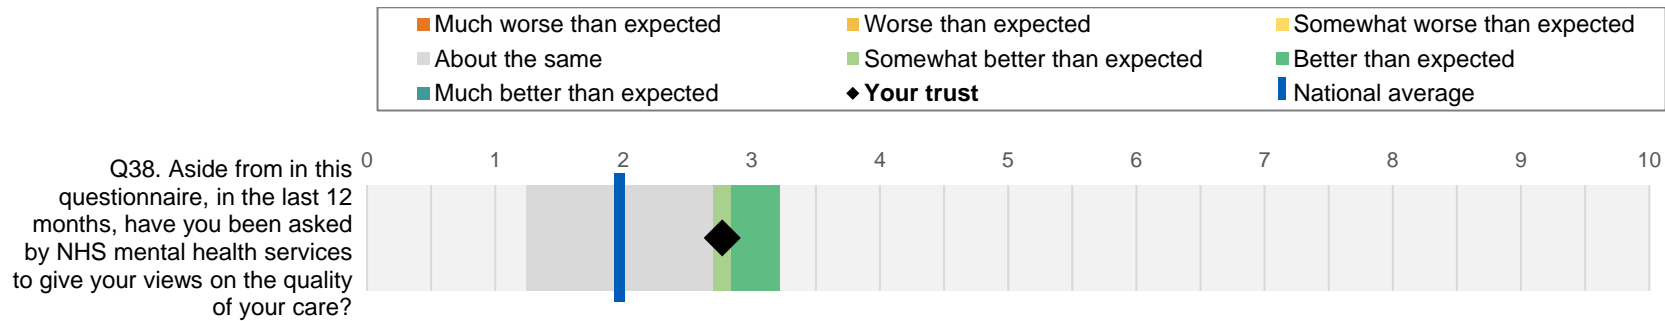 Much worse than expected
Worse than expected
Somewhat worse than expected
About the same
Somewhat better than expected
Better than expected
Much better than expected
Your trust
National average
0 1 2 3 4 5 6 7 8 9 10
Q38. Aside from in this
questionnaire, in the last 12
months, have you been asked
by NHS mental health services
to give your views on the quality
of your care?